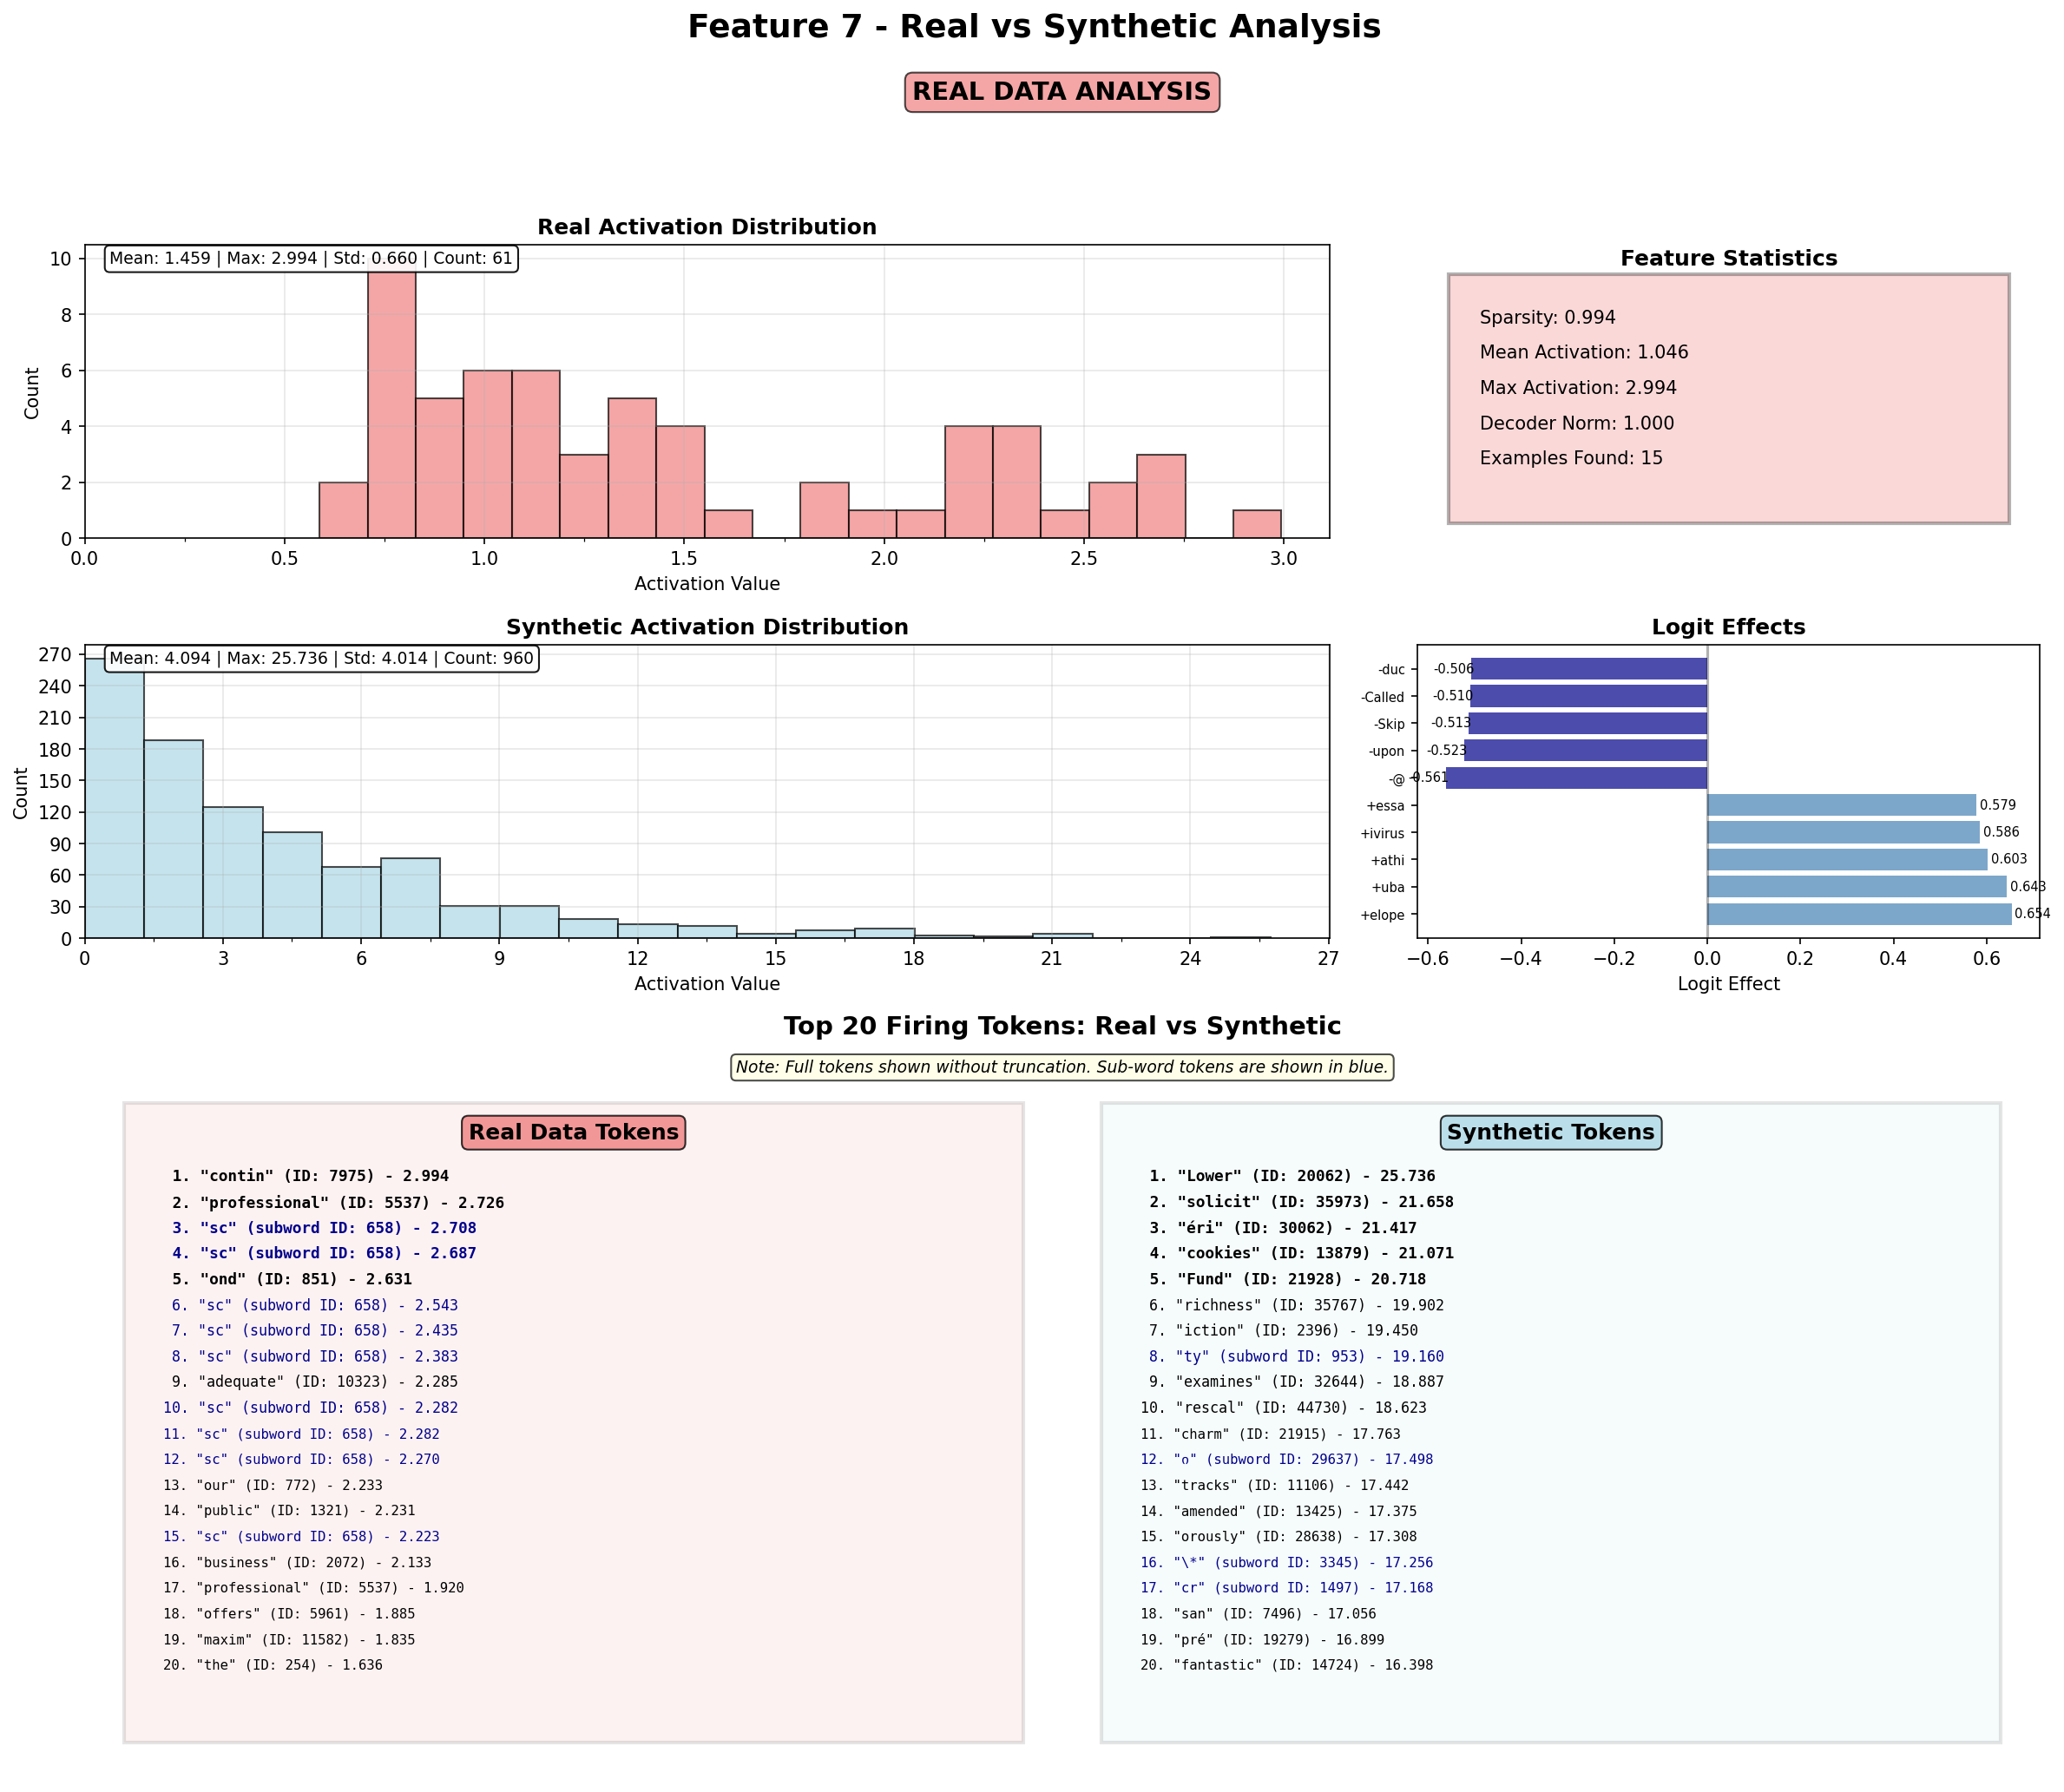 Feature 7 - Real vs Synthetic Analysis
REAL DATA ANALYSIS
Real Activation Distribution
Mean: 1.459 | Max: 2.994 | Std: 0.660 | Count: 61
Count
10
8
6
4
2
0
0.0 0.5 1.0 1.5 2.0 2.5 3.0
Activation Value
Feature Statistics
Sparsity: 0.994
Mean Activation: 1.046
Max Activation: 2.994
Decoder Norm: 1.000
Examples Found: 15
Synthetic Activation Distribution
Mean: 4.094 | Max: 25.736 | Std: 4.014 | Count: 960
Count
270
240
210
180
150
120
90
60
30
0
0 3 6 9 12 15 18 21 24 27
Activation Value
Logit Effects
-duc -0.506
-Called -0.510
-Skip -0.513
-upon -0.523
-@ -0.561
+essa 0.579
+ivirus 0.586
+athi 0.603
+uba 0.643
+elope 0.654
−0.6 −0.4 −0.2 0.0 0.2 0.4 0.6
Logit Effect
Top 20 Firing Tokens: Real vs Synthetic
Note: Full tokens shown without truncation. Sub-word tokens are shown in blue.
Real Data Tokens
1. "contin" (ID: 7975) - 2.994
2. "professional" (ID: 5537) - 2.726
3. "sc" (subword ID: 658) - 2.708
4. "sc" (subword ID: 658) - 2.687
5. "ond" (ID: 851) - 2.631
6. "sc" (subword ID: 658) - 2.543
7. "sc" (subword ID: 658) - 2.435
8. "sc" (subword ID: 658) - 2.383
9. "adequate" (ID: 10323) - 2.285
10. "sc" (subword ID: 658) - 2.282
11. "sc" (subword ID: 658) - 2.282
12. "sc" (subword ID: 658) - 2.270
13. "our" (ID: 772) - 2.233
14. "public" (ID: 1321) - 2.231
15. "sc" (subword ID: 658) - 2.223
16. "business" (ID: 2072) - 2.133
17. "professional" (ID: 5537) - 1.920
18. "offers" (ID: 5961) - 1.885
19. "maxim" (ID: 11582) - 1.835
20. "the" (ID: 254) - 1.636
Synthetic Tokens
1. "Lower" (ID: 20062) - 25.736
2. "solicit" (ID: 35973) - 21.658
3. "éri" (ID: 30062) - 21.417
4. "cookies" (ID: 13879) - 21.071
5. "Fund" (ID: 21928) - 20.718
6. "richness" (ID: 35767) - 19.902
7. "iction" (ID: 2396) - 19.450
8. "ty" (subword ID: 953) - 19.160
9. "examines" (ID: 32644) - 18.887
10. "rescal" (ID: 44730) - 18.623
11. "charm" (ID: 21915) - 17.763
12. (subword ID: 29637) - 17.498
13. "tracks" (ID: 11106) - 17.442
14. "amended" (ID: 13425) - 17.375
15. "orously" (ID: 28638) - 17.308
16. "\*" (subword ID: 3345) - 17.256
17. "cr" (subword ID: 1497) - 17.168
18. "san" (ID: 7496) - 17.056
19. "pré" (ID: 19279) - 16.899
20. "fantastic" (ID: 14724) - 16.398